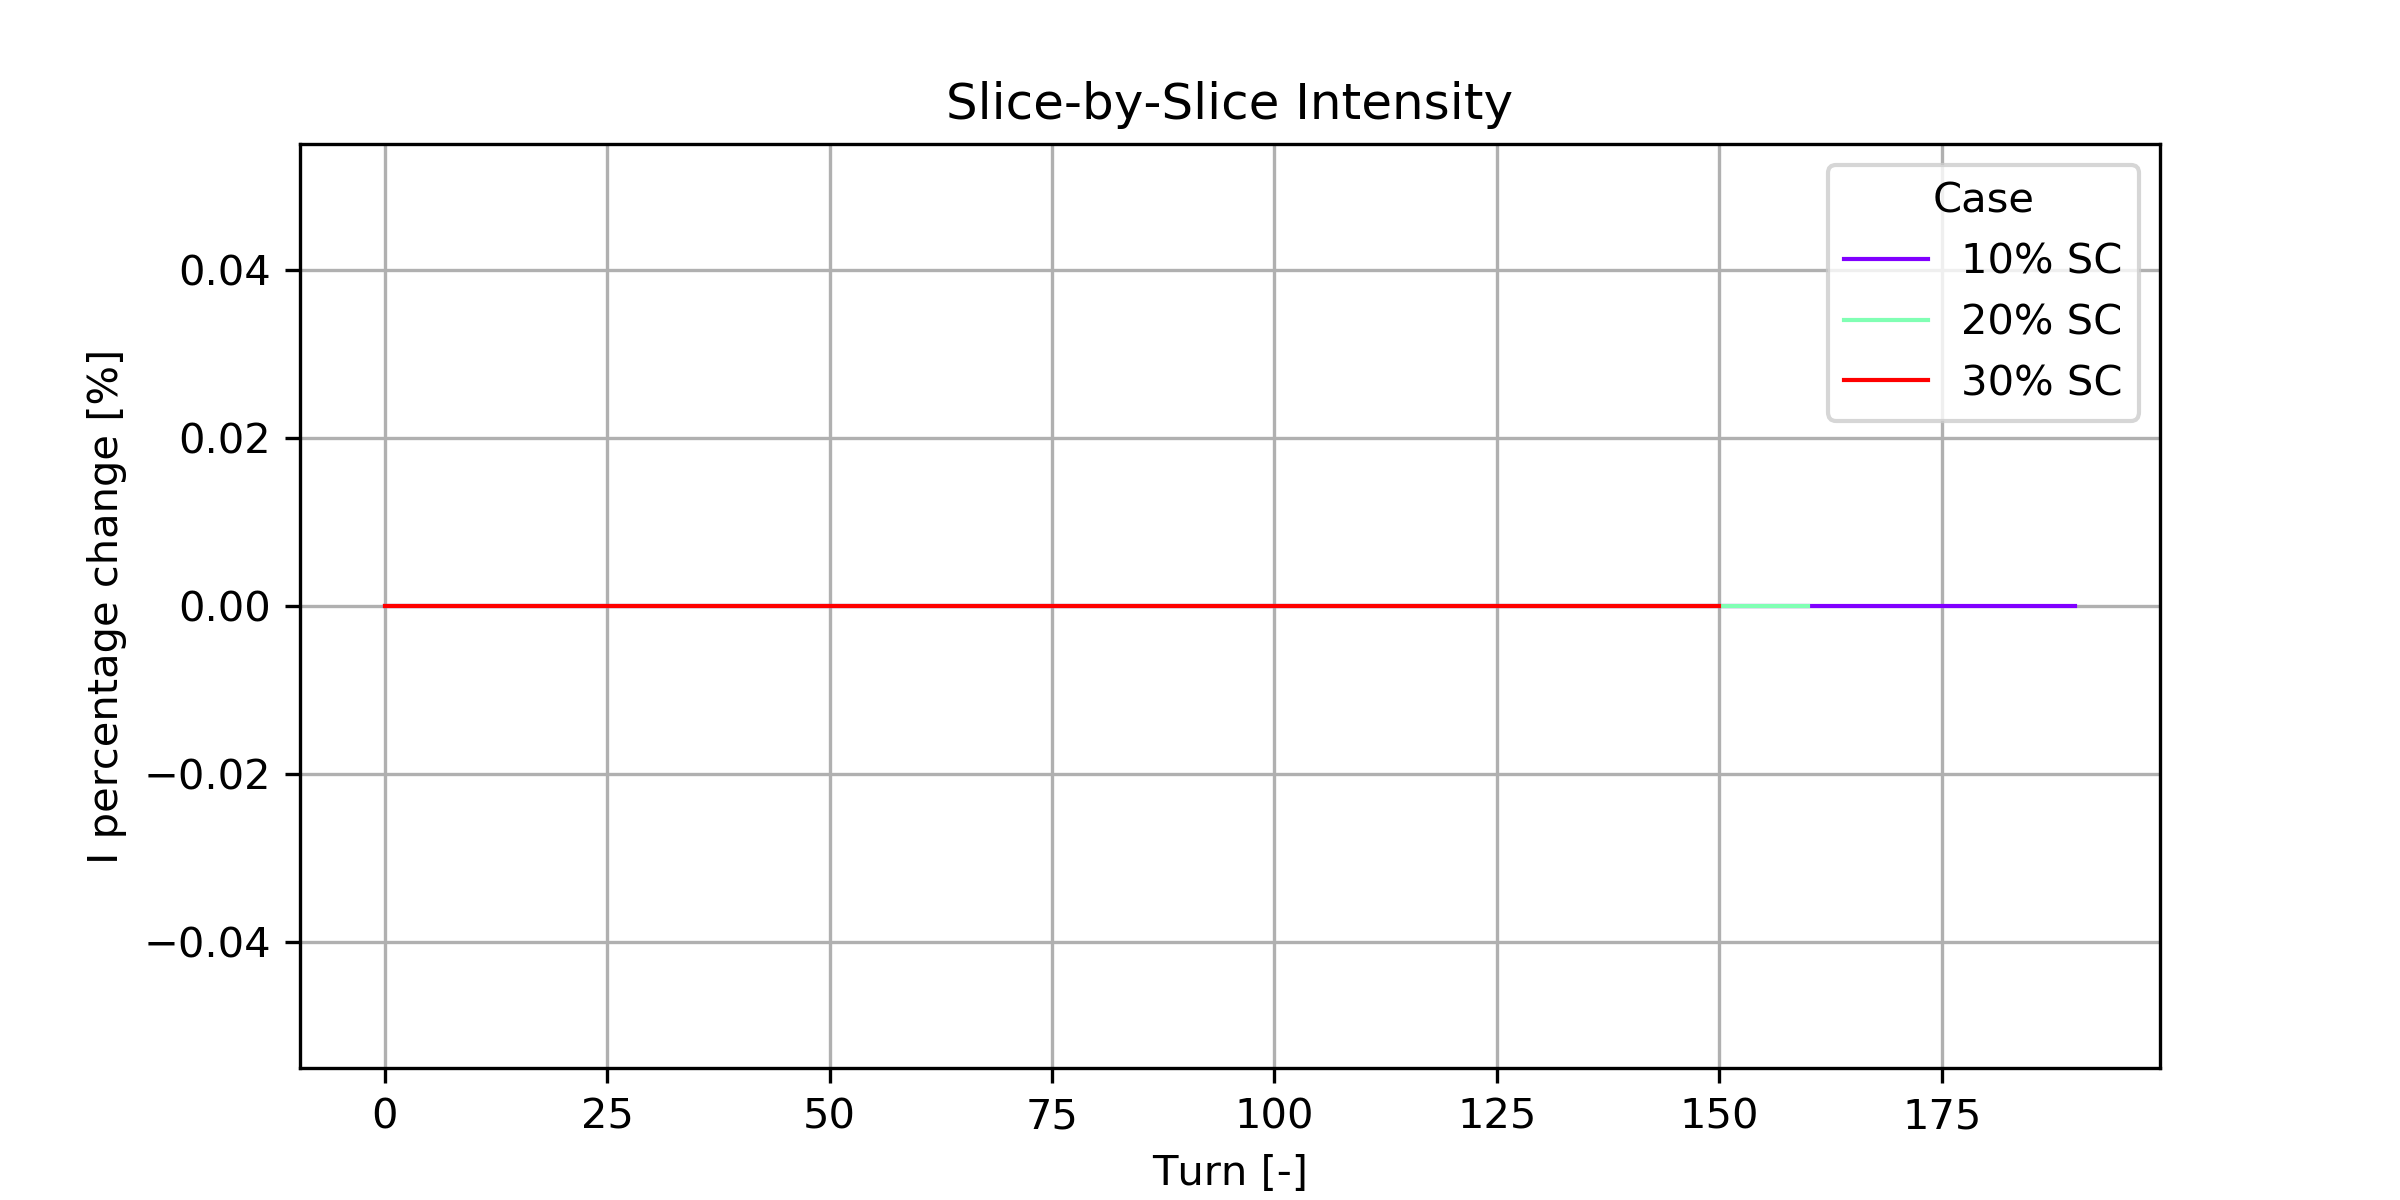 Slice-by-Slice Intensity
Case
10% SC
20% SC
30% SC
I percentage change [%]
0.04
0.02
0.00
−0.02
−0.04
0 25 50 75 100 125 150 175
Turn [-]